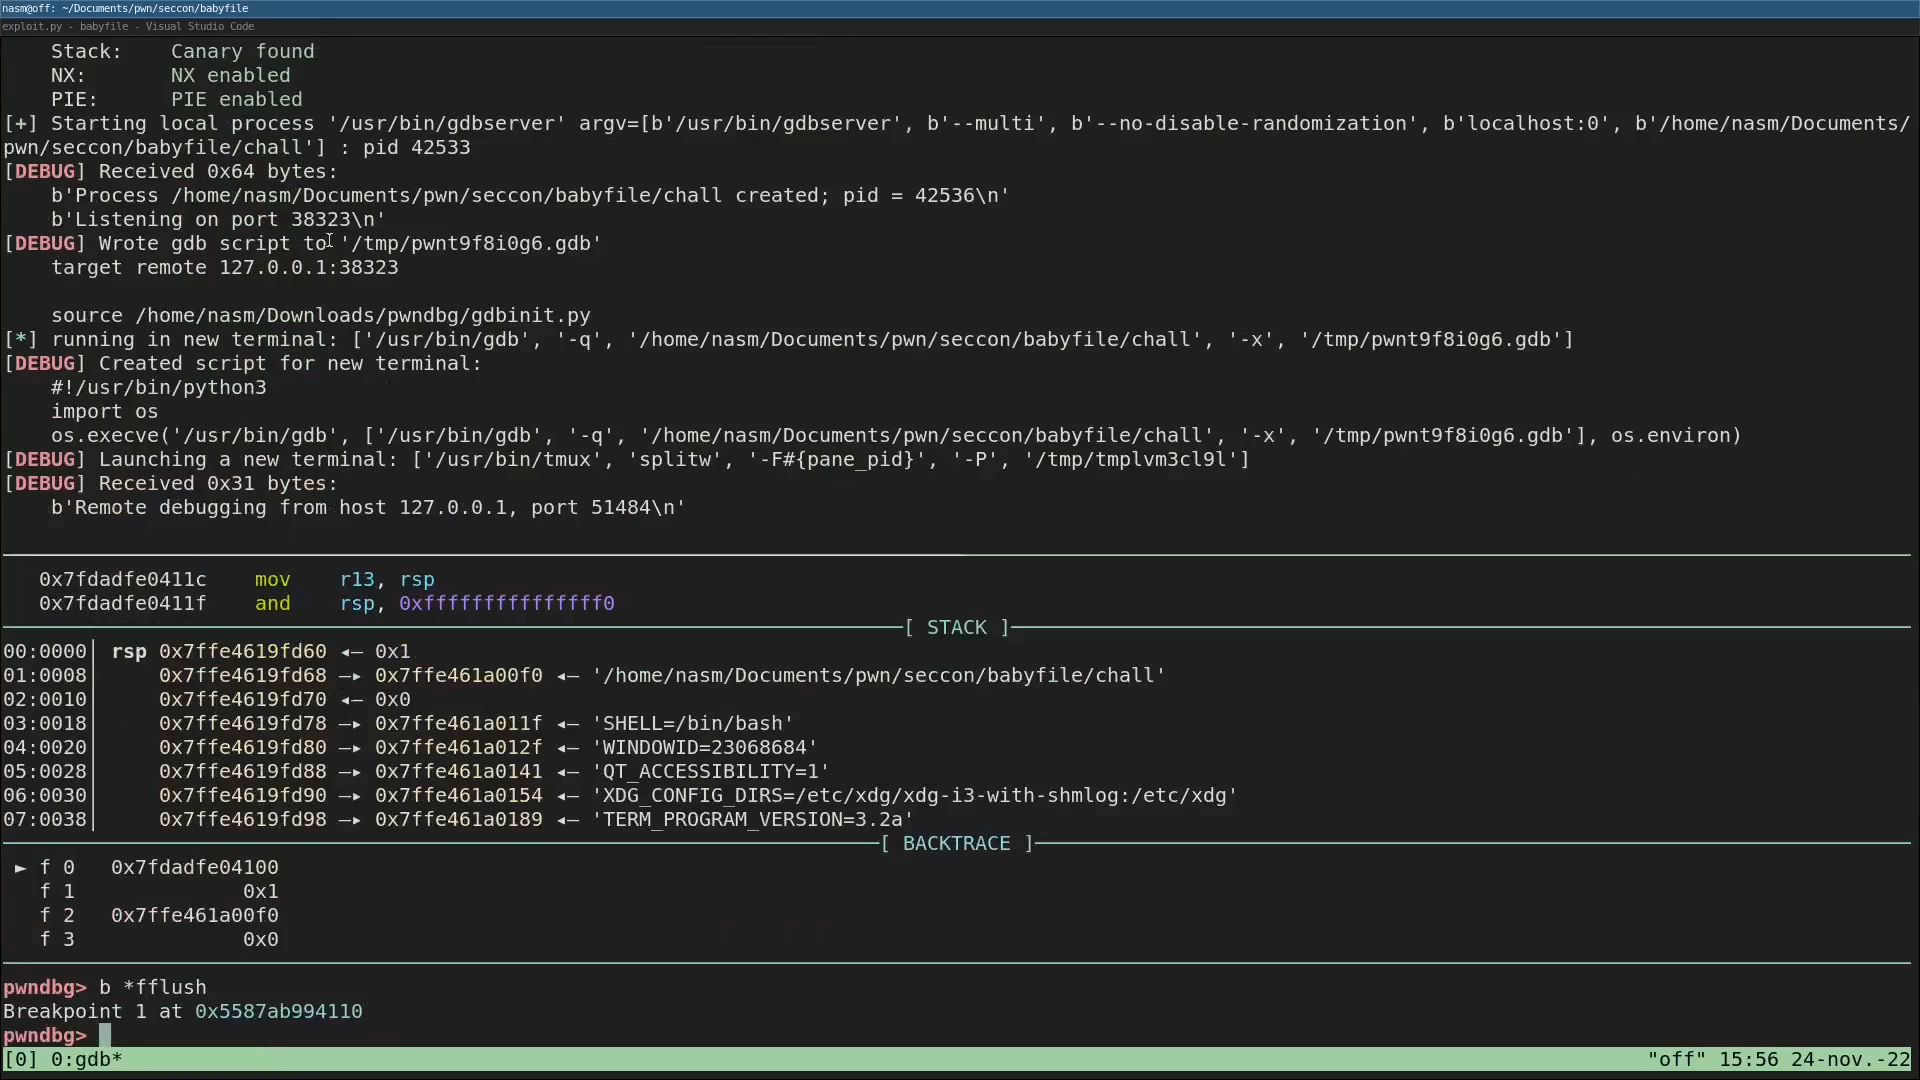 nasm@off: ~/Documents/pwn/seccon/babyfile
exploit.py - babyfile - Visual Studio Code
Stack: Canary found
NX: NX enabled
PIE: PIE enabled
[+] Starting local process '/usr/bin/gdbserver' argv=[b'/usr/bin/gdbserver', b'--multi', b'--no-disable-randomization', b'localhost:0', b'/home/nasm/Documents/
pwn/seccon/babyfile/chall'] : pid 42533
[DEBUG] Received 0x64 bytes:
b'Process /home/nasm/Documents/pwn/seccon/babyfile/chall created; pid = 42536\n'
b'Listening on port 38323\n'
[DEBUG] Wrote gdb script to '/tmp/pwnt9f8i0g6.gdb'
target remote 127.0.0.1:38323
source /home/nasm/Downloads/pwndbg/gdbinit.py
[*] running in new terminal: ['/usr/bin/gdb', '-q', '/home/nasm/Documents/pwn/seccon/babyfile/chall', '-x', '/tmp/pwnt9f8i0g6.gdb']
[DEBUG] Created script for new terminal:
#!/usr/bin/python3
import os
os.execve('/usr/bin/gdb', ['/usr/bin/gdb', '-q', '/home/nasm/Documents/pwn/seccon/babyfile/chall', '-x', '/tmp/pwnt9f8i0g6.gdb'], os.environ)
[DEBUG] Launching a new terminal: ['/usr/bin/tmux', 'splitw', '-F#{pane_pid}', '-P', '/tmp/tmplvm3cl9l']
[DEBUG] Received 0x31 bytes:
b'Remote debugging from host 127.0.0.1, port 51484\n'
0x7fdadfe0411c mov r13, rsp
0x7fdadfe0411f and rsp, 0xfffffffffffffff0
[ STACK ]
00:0000│ rsp 0x7ffe4619fd60 ◂— 0x1
01:0008│ 0x7ffe4619fd68 —▸ 0x7ffe461a00f0 ◂— '/home/nasm/Documents/pwn/seccon/babyfile/chall'
02:0010│ 0x7ffe4619fd70 ◂— 0x0
03:0018│ 0x7ffe4619fd78 —▸ 0x7ffe461a011f ◂— 'SHELL=/bin/bash'
04:0020│ 0x7ffe4619fd80 —▸ 0x7ffe461a012f ◂— 'WINDOWID=23068684'
05:0028│ 0x7ffe4619fd88 —▸ 0x7ffe461a0141 ◂— 'QT_ACCESSIBILITY=1'
06:0030│ 0x7ffe4619fd90 —▸ 0x7ffe461a0154 ◂— 'XDG_CONFIG_DIRS=/etc/xdg/xdg-i3-with-shmlog:/etc/xdg'
07:0038│ 0x7ffe4619fd98 —▸ 0x7ffe461a0189 ◂— 'TERM_PROGRAM_VERSION=3.2a'
[ BACKTRACE ]
► f 0 0x7fdadfe04100
f 1 0x1
f 2 0x7ffe461a00f0
f 3 0x0
pwndbg> b *fflush
Breakpoint 1 at 0x5587ab994110
pwndbg>
[0] 0:gdb* "off" 15:56 24-nov.-22